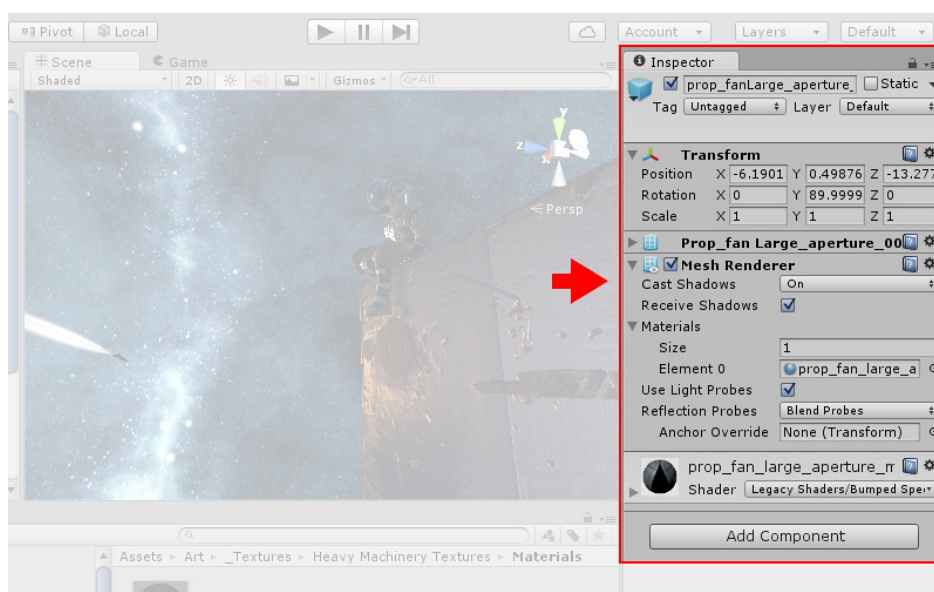 Pivot Local Account Layers Default
Scene Game
Shaded 2D Gizmos All
y
z x
Persp
Assets Art _Textures Heavy Machinery Textures Materials
Inspector
prop_fanLarge_aperture_ Static
Tag Untagged Layer Default
Transform
Position X -6.1901 Y 0.49876 Z -13.277
Rotation X 0 Y 89.9999 Z 0
Scale X 1 Y 1 Z 1
Prop_fan Large_aperture_00
Mesh Renderer
Cast Shadows On
Receive Shadows
Materials
Size 1
Element 0 prop_fan_large_a
Use Light Probes
Reflection Probes Blend Probes
Anchor Override None (Transform)
prop_fan_large_aperture_m
Shader Legacy Shaders/Bumped Spe
Add Component